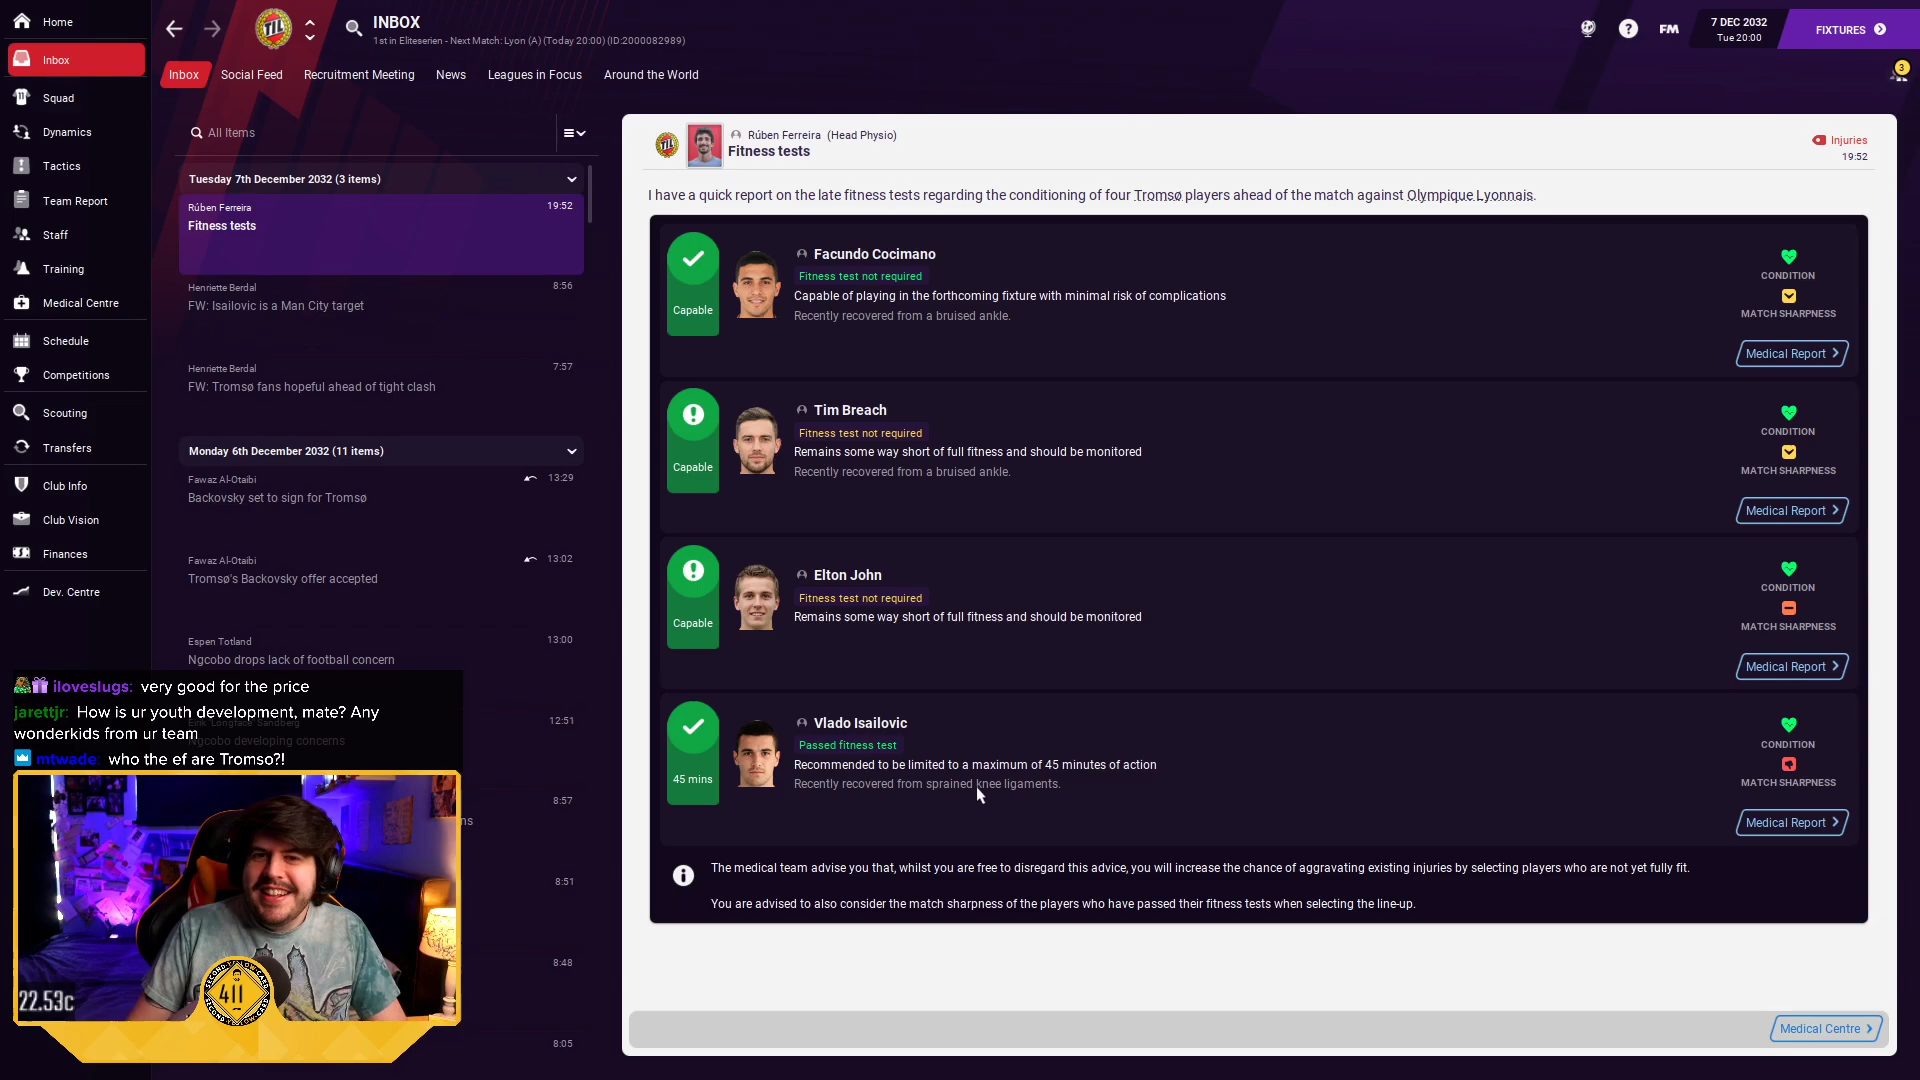 Home
Inbox
Squad
Dynamics
Tactics
Team Report
Staff
Training
Medical Centre
Schedule
Competitions
Scouting
Transfers
Club Info
Club Vision
Finances
Dev. Centre
TIL
INBOX
1st in Eliteserien - Next Match: Lyon (A) (Today 20:00) (ID:2000082989)
?
FM
7 DEC 2032
Tue 20:00
FIXTURES
3
Inbox
Social Feed
Recruitment Meeting
News
Leagues in Focus
Around the World
All Items
Tuesday 7th December 2032 (3 items)
Rúben Ferreira 19:52
Fitness tests
Henriette Berdal 8:56
FW: Isailovic is a Man City target
Henriette Berdal 7:57
FW: Tromsø fans hopeful ahead of tight clash
Monday 6th December 2032 (11 items)
Fawaz Al-Otaibi 13:29
Backovsky set to sign for Tromsø
Fawaz Al-Otaibi 13:02
Tromsø's Backovsky offer accepted
Espen Totland 13:00
Ngcobo drops lack of football concern
Eirik 'Longface' Sandberg 12:51
Ngcobo developing concerns
8:57
ns
8:51
8:48
8:05
iloveslugs: very good for the price
jarettjr: How is ur youth development, mate? Any
wonderkids from ur team
mtwade: who the ef are Tromso?!
22.53c
SECOND YELLOW CARD
411
TIL
Rúben Ferreira (Head Physio)
Fitness tests
Injuries
19:52
I have a quick report on the late fitness tests regarding the conditioning of four Tromsø players ahead of the match against Olympique Lyonnais.
Capable
Facundo Cocimano
Fitness test not required
Capable of playing in the forthcoming fixture with minimal risk of complications
Recently recovered from a bruised ankle.
CONDITION
MATCH SHARPNESS
Medical Report
Capable
Tim Breach
Fitness test not required
Remains some way short of full fitness and should be monitored
Recently recovered from a bruised ankle.
CONDITION
MATCH SHARPNESS
Medical Report
Capable
Elton John
Fitness test not required
Remains some way short of full fitness and should be monitored
CONDITION
MATCH SHARPNESS
Medical Report
45 mins
Vlado Isailovic
Passed fitness test
Recommended to be limited to a maximum of 45 minutes of action
Recently recovered from sprained knee ligaments.
CONDITION
MATCH SHARPNESS
Medical Report
The medical team advise you that, whilst you are free to disregard this advice, you will increase the chance of aggravating existing injuries by selecting players who are not yet fully fit.
You are advised to also consider the match sharpness of the players who have passed their fitness tests when selecting the line-up.
Medical Centre